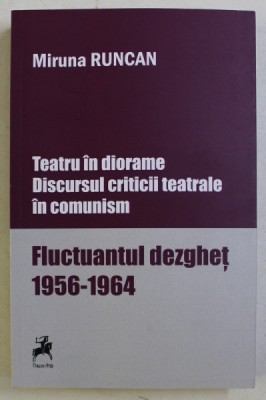 Miruna RUNCAN
Teatru în diorame
Discursul criticii teatrale
în comunism
Fluctuantul dezgheț
1956-1964